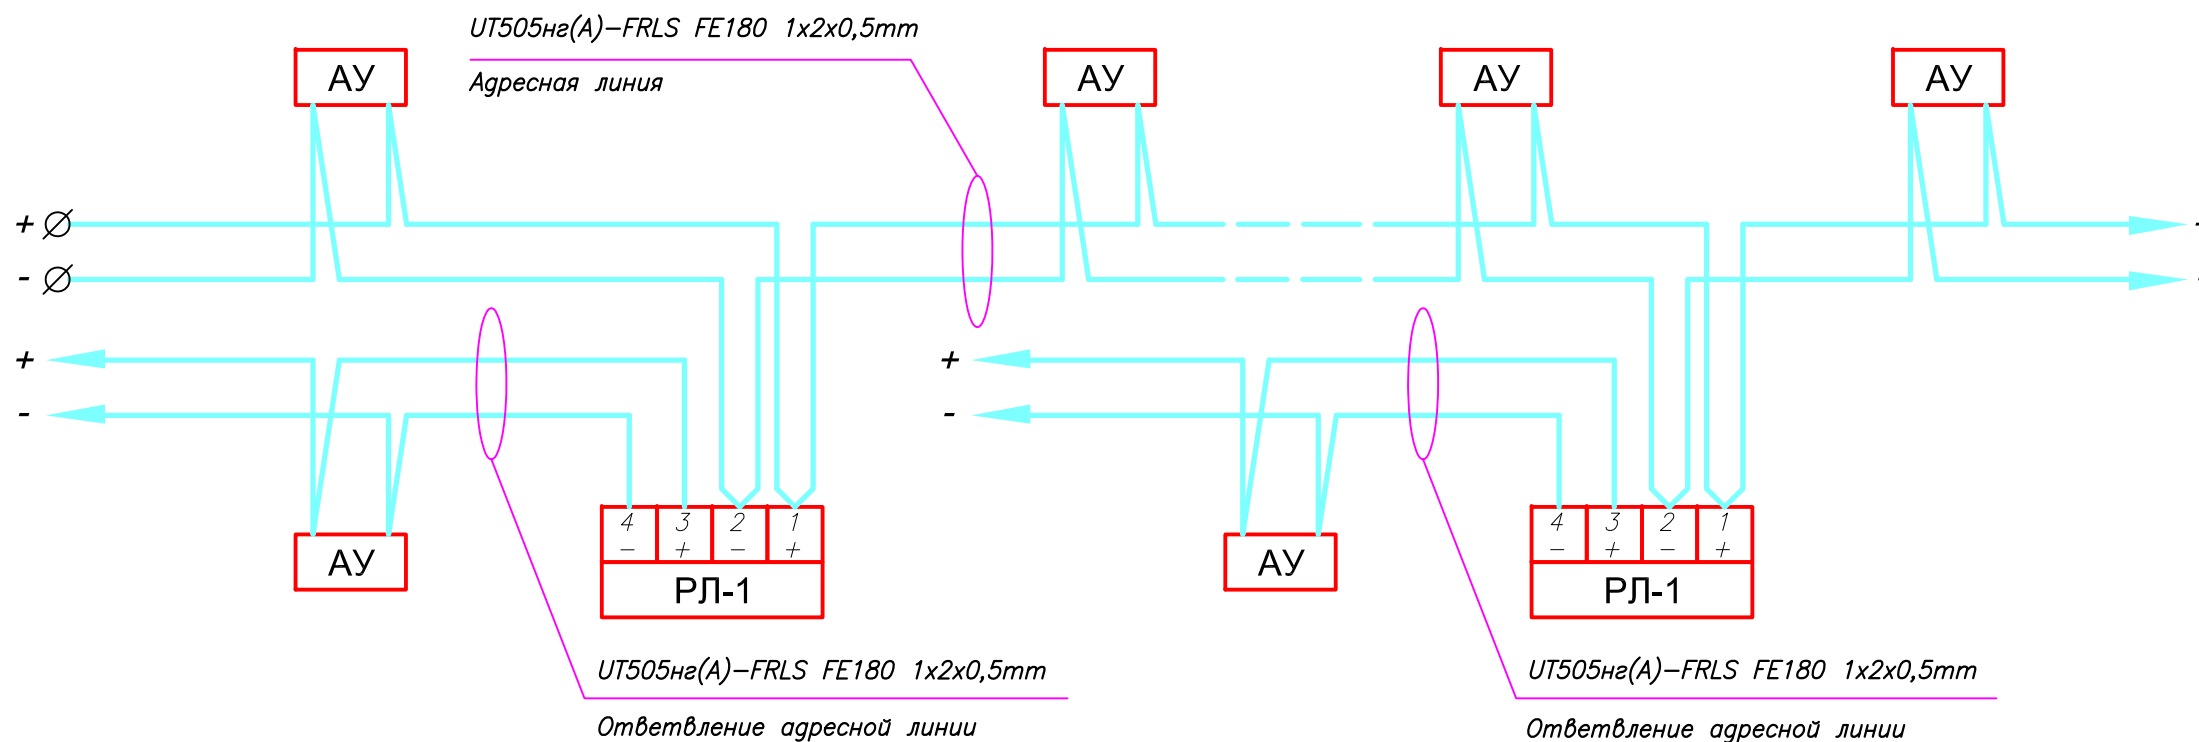 UT505нг(А)-FRLS FE180 1x2x0,5mm
Адресная линия
АУ
АУ
АУ
АУ
+
-
+
-
+
-
4 3 2 1
- + - +
РЛ-1
АУ
4 3 2 1
- + - +
РЛ-1
АУ
UT505нг(А)-FRLS FE180 1x2x0,5mm
Ответвление адресной линии
UT505нг(А)-FRLS FE180 1x2x0,5mm
Ответвление адресной линии